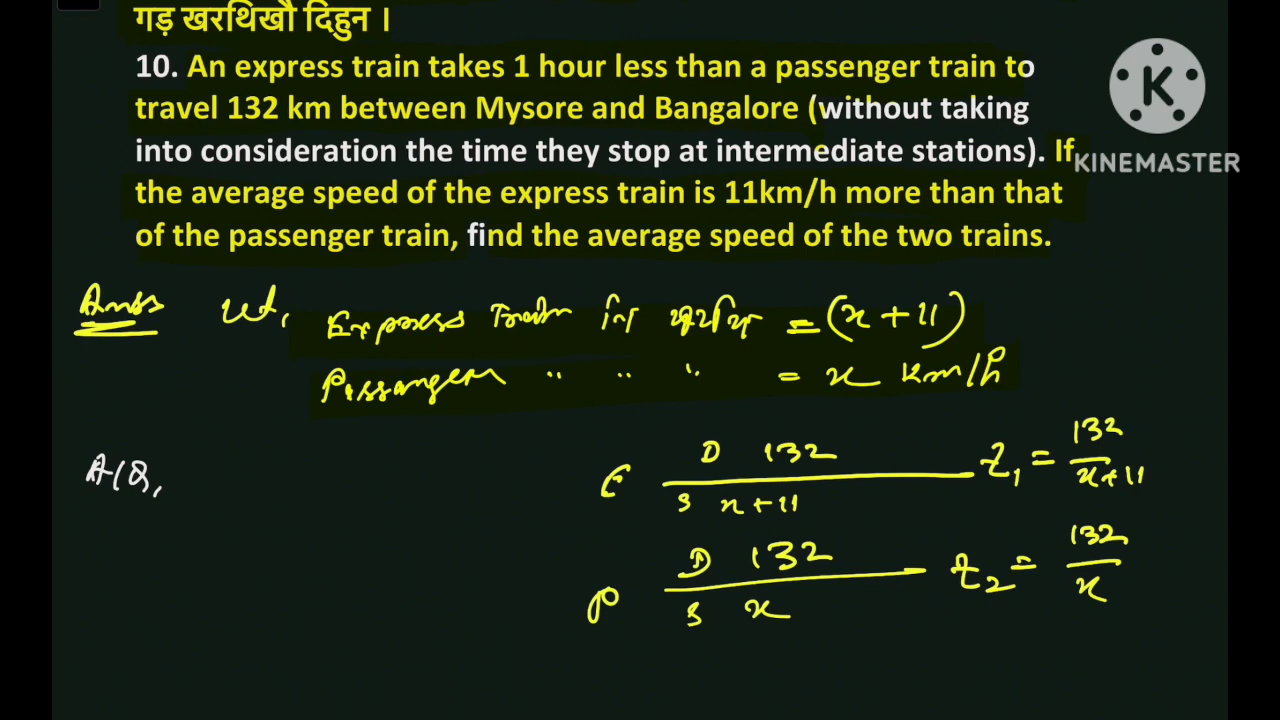 गड़ खरथिखौ दिहुन ।
10. An express train takes 1 hour less than a passenger train to
travel 132 km between Mysore and Bangalore (without taking
into consideration the time they stop at intermediate stations). If
the average speed of the express train is 11km/h more than that
of the passenger train, find the average speed of the two trains.
KINEMASTER
Express = (x+11)
Passanger " " " = x km/h
A/Q,
E D 132 t₁ = 132/x+11
S x+11
P D 132 t₂ = 132/x
S x